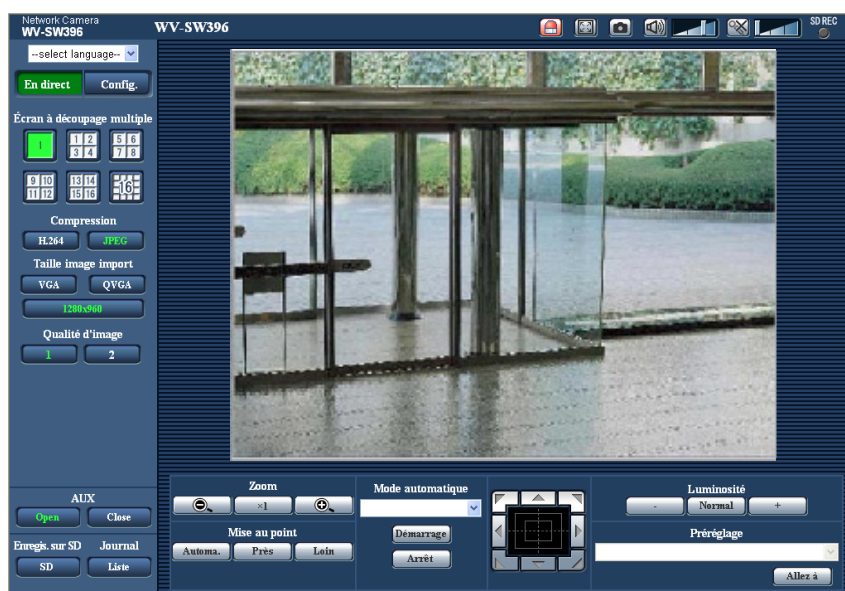 Network Camera
WV-SW396
WV-SW396
SD REC
--select language--
En direct Config.
Écran à découpage multiple
1
1 2
3 4
5 6
7 8
9 10
11 12
13 14
15 16
16
Compression
H.264 JPEG
Taille image import
VGA QVGA
1280x960
Qualité d'image
1 2
AUX
Open Close
Enregis. sur SD Journal
SD Liste
Zoom
×1
Mise au point
Automa. Près Loin
Mode automatique
Démarrage
Arrêt
Luminosité
- Normal +
Préréglage
Allez à